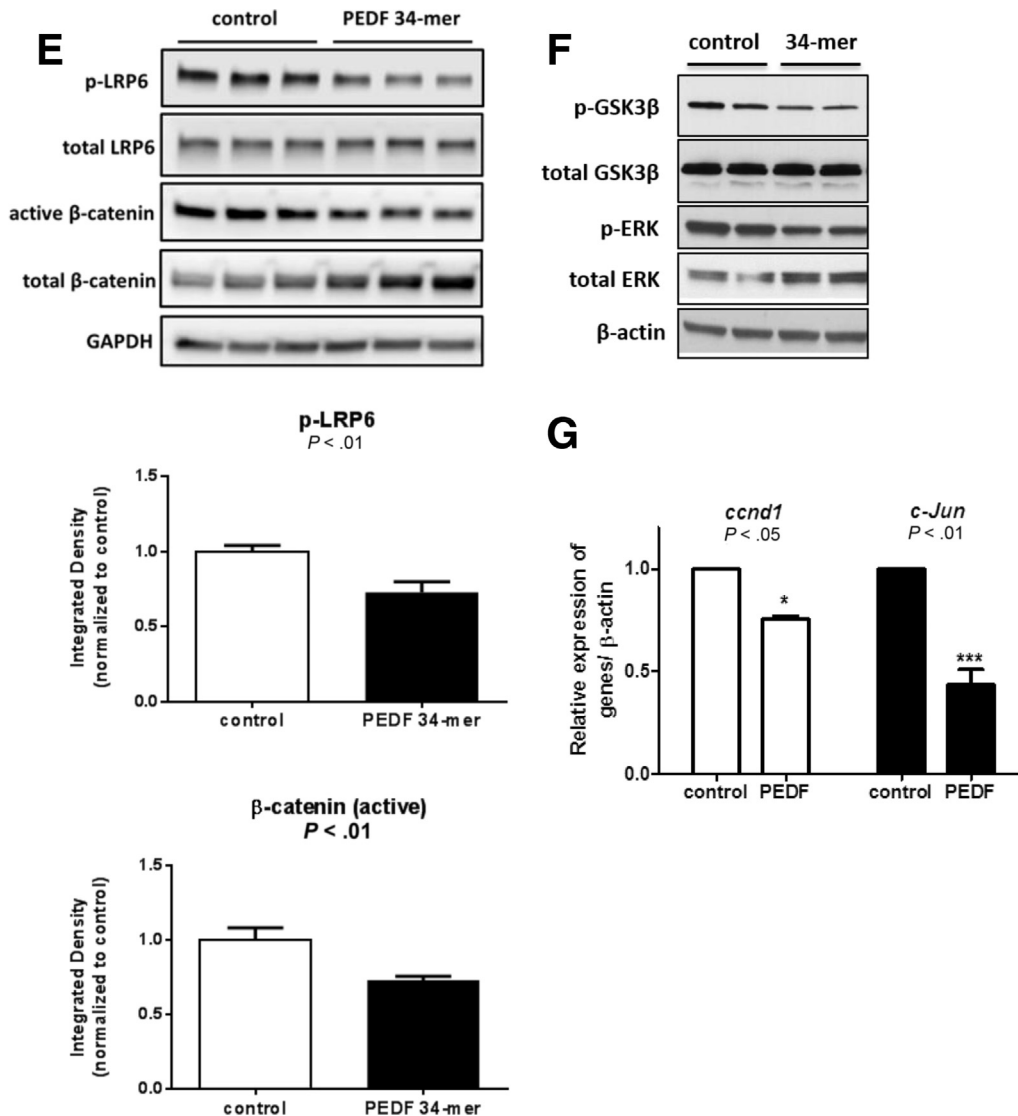 E
control PEDF 34-mer
p-LRP6
total LRP6
active β-catenin
total β-catenin
GAPDH
F
control 34-mer
p-GSK3β
total GSK3β
p-ERK
total ERK
β-actin
p-LRP6
P < .01
Integrated Density
(normalized to control)
1.5
1.0
0.5
0.0
control PEDF 34-mer
β-catenin (active)
P < .01
Integrated Density
(normalized to control)
1.5
1.0
0.5
0.0
control PEDF 34-mer
G
ccnd1 c-Jun
P < .05 P < .01
Relative expression of
genes/ β-actin
1.0
0.5
0.0
*
***
control PEDF control PEDF